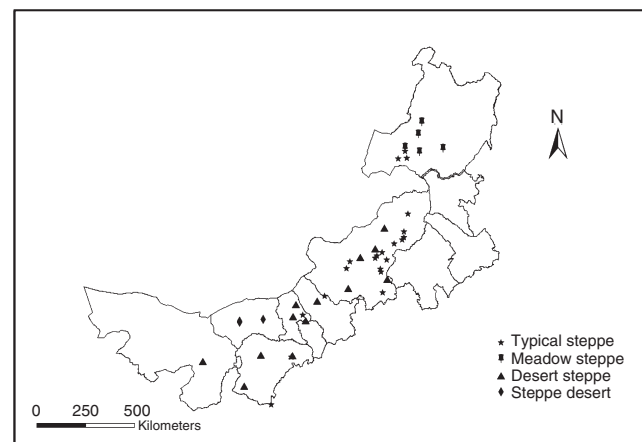 N
Typical steppe
Meadow steppe
Desert steppe
Steppe desert
0 250 500
Kilometers